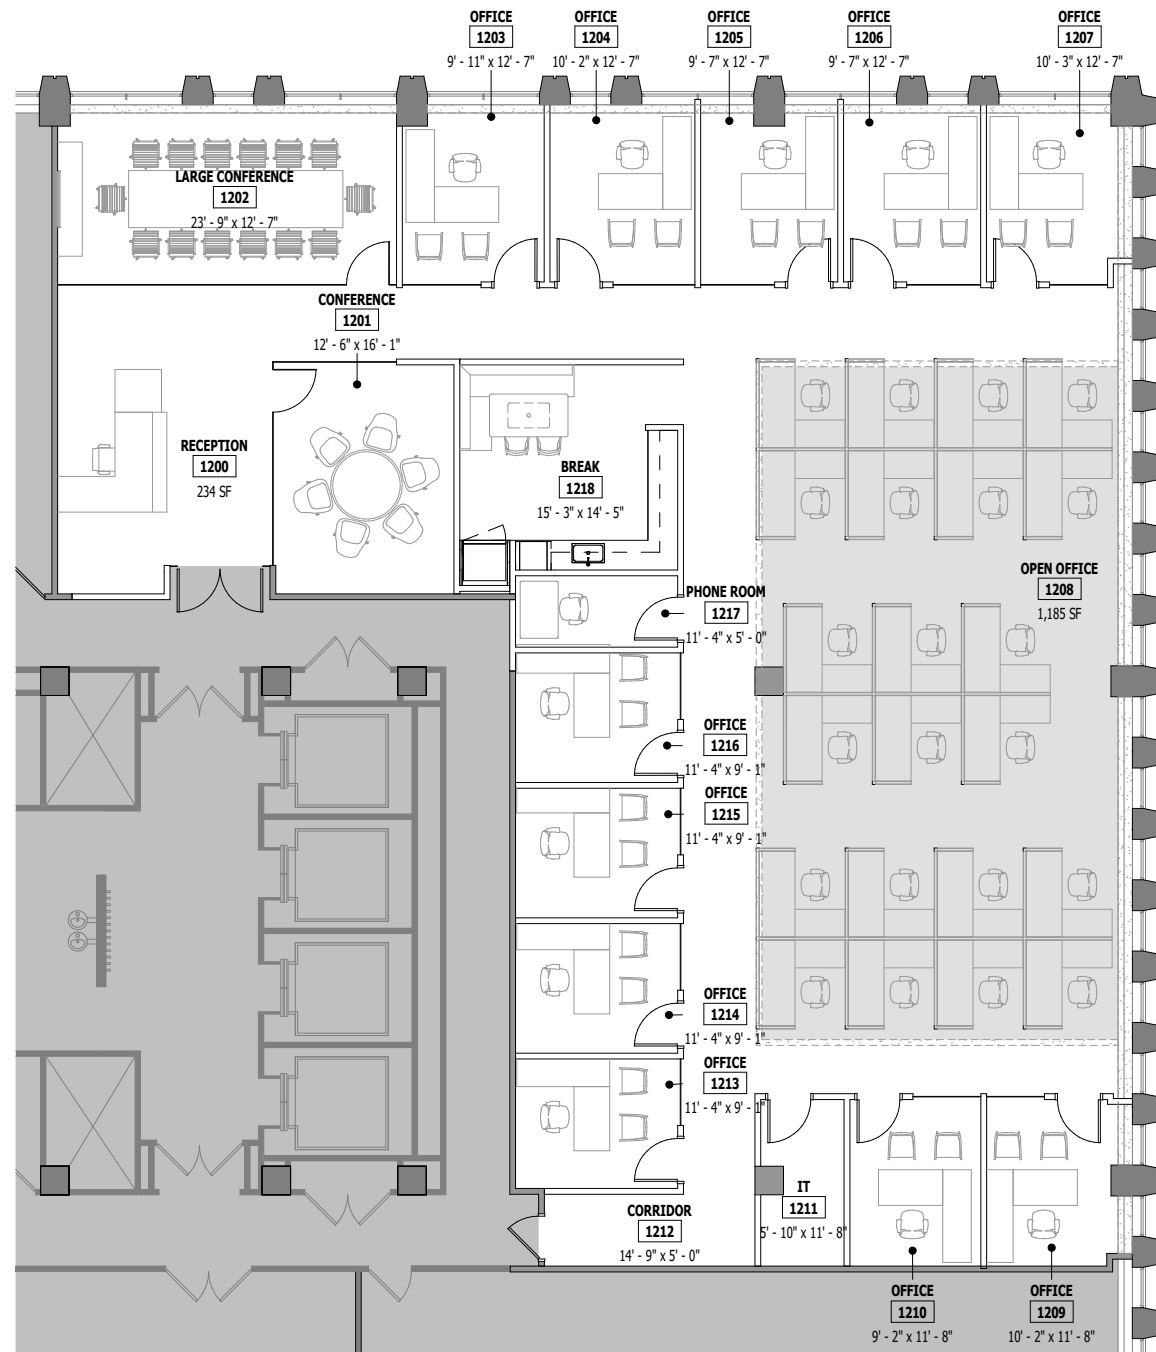 OFFICE
1203
9' - 11" x 12' - 7"
OFFICE
1204
10' - 2" x 12' - 7"
OFFICE
1205
9' - 7" x 12' - 7"
OFFICE
1206
9' - 7" x 12' - 7"
OFFICE
1207
10' - 3" x 12' - 7"
LARGE CONFERENCE
1202
23' - 9" x 12' - 7"
CONFERENCE
1201
12' - 6" x 16' - 1"
RECEPTION
1200
234 SF
BREAK
1218
15' - 3" x 14' - 5"
OPEN OFFICE
1208
1,185 SF
PHONE ROOM
1217
11' - 4" x 5' - 0"
OFFICE
1216
11' - 4" x 9' - 1"
OFFICE
1215
11' - 4" x 9' - 1"
OFFICE
1214
11' - 4" x 9' - 1"
OFFICE
1213
11' - 4" x 9' - 1"
IT
1211
5' - 10" x 11' - 8"
CORRIDOR
1212
14' - 9" x 5' - 0"
OFFICE
1210
9' - 2" x 11' - 8"
OFFICE
1209
10' - 2" x 11' - 8"